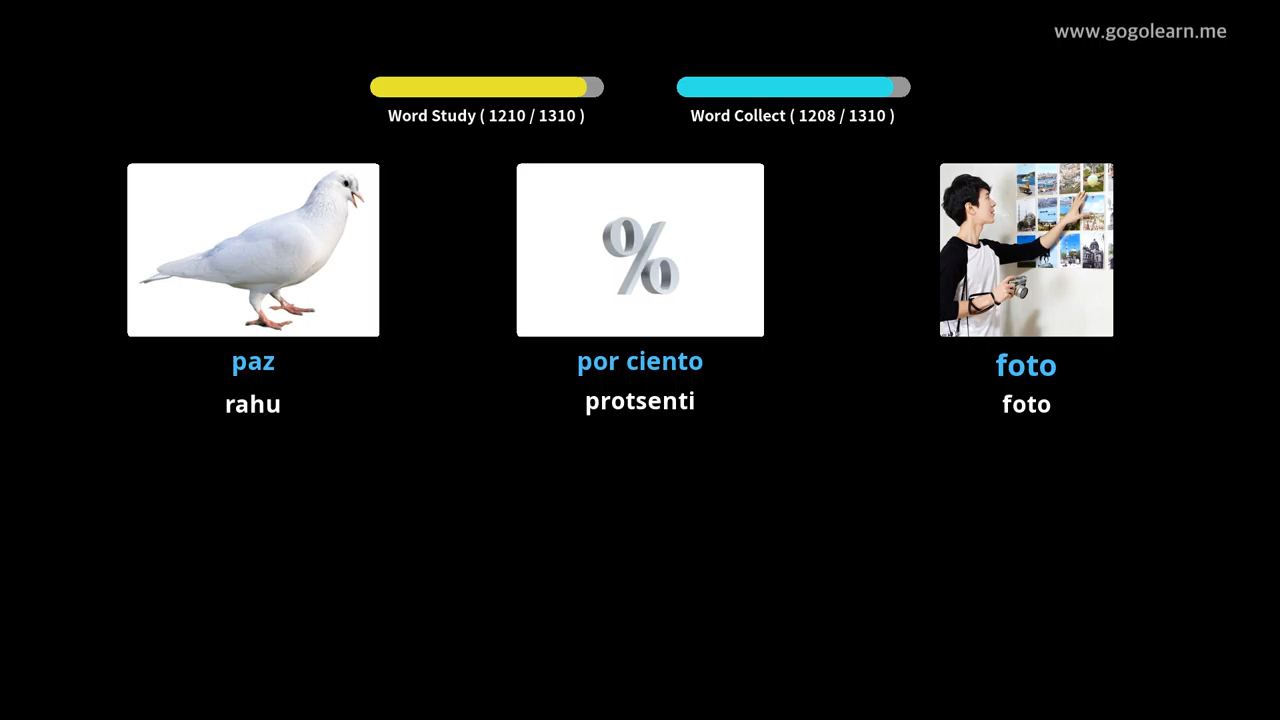 www.gogolearn.me
Word Study ( 1210 / 1310 )
Word Collect ( 1208 / 1310 )
%
paz
por ciento
foto
rahu
protsenti
foto